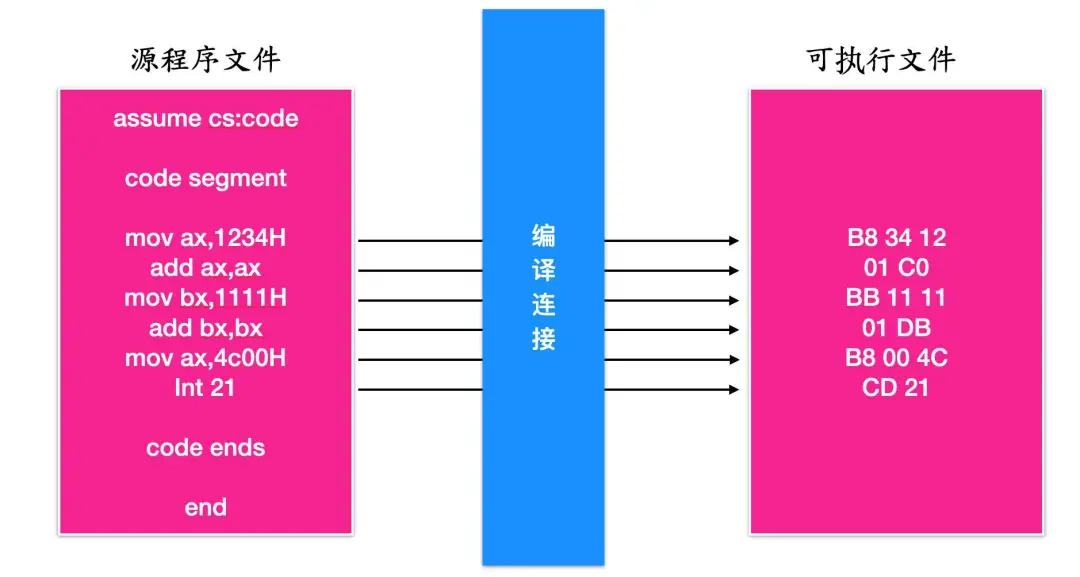 源程序文件
assume cs:code
code segment
mov ax,1234H
add ax,ax
mov bx,1111H
add bx,bx
mov ax,4c00H
Int 21
code ends
end
编
译
连
接
可执行文件
B8 34 12
01 C0
BB 11 11
01 DB
B8 00 4C
CD 21